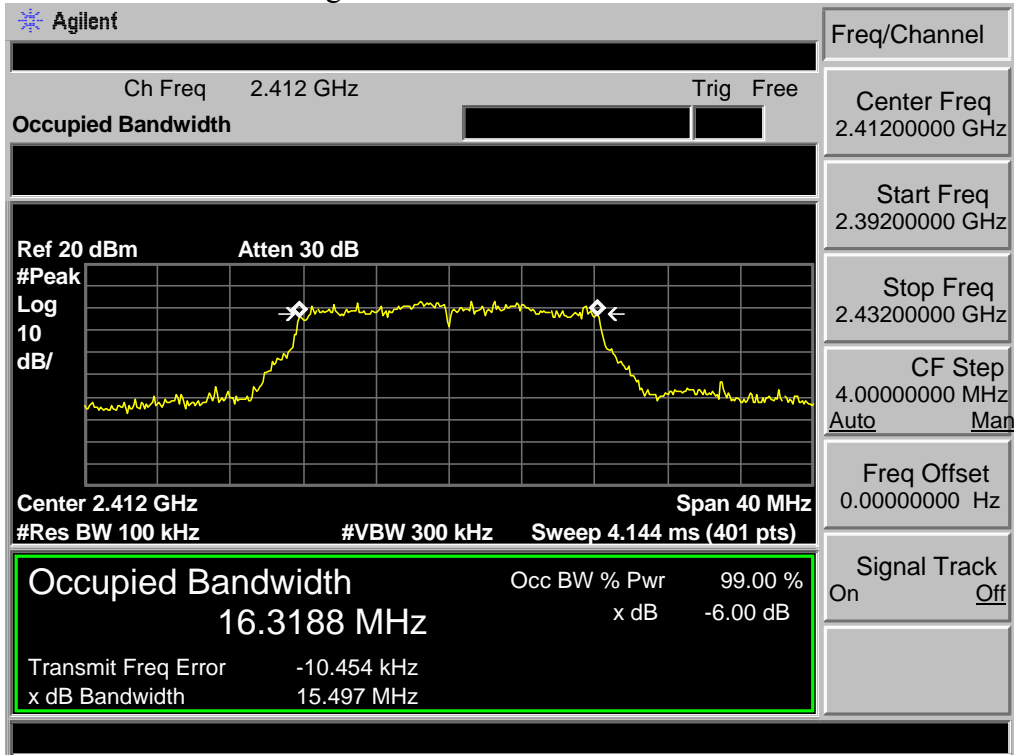 Agilent
Freq/Channel
Ch Freq 2.412 GHz Trig Free
Occupied Bandwidth
Center Freq
2.41200000 GHz
Start Freq
2.39200000 GHz
Ref 20 dBm Atten 30 dB
#Peak
Log
10
dB/
Stop Freq
2.43200000 GHz
CF Step
4.00000000 MHz
Auto Man
Freq Offset
0.00000000 Hz
Center 2.412 GHz Span 40 MHz
#Res BW 100 kHz #VBW 300 kHz Sweep 4.144 ms (401 pts)
Signal Track
On Off
Occupied Bandwidth Occ BW % Pwr 99.00 %
16.3188 MHz x dB -6.00 dB
Transmit Freq Error -10.454 kHz
x dB Bandwidth 15.497 MHz